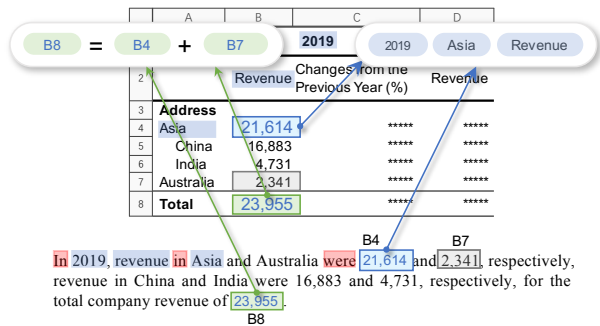 A B C D
B8 = B4 + B7 2019 2019 Asia Revenue
2 Revenue Changes from the Revenue
Previous Year (%)
3 Address
4 Asia 21,614 ***** *****
5 China 16,883 ***** *****
6 India 4,731 ***** *****
7 Australia 2,341 ***** *****
8 Total 23,955 ***** *****
B4 B7
In 2019, revenue in Asia and Australia were 21,614 and 2,341, respectively,
revenue in China and India were 16,883 and 4,731, respectively, for the
total company revenue of 23,955.
B8